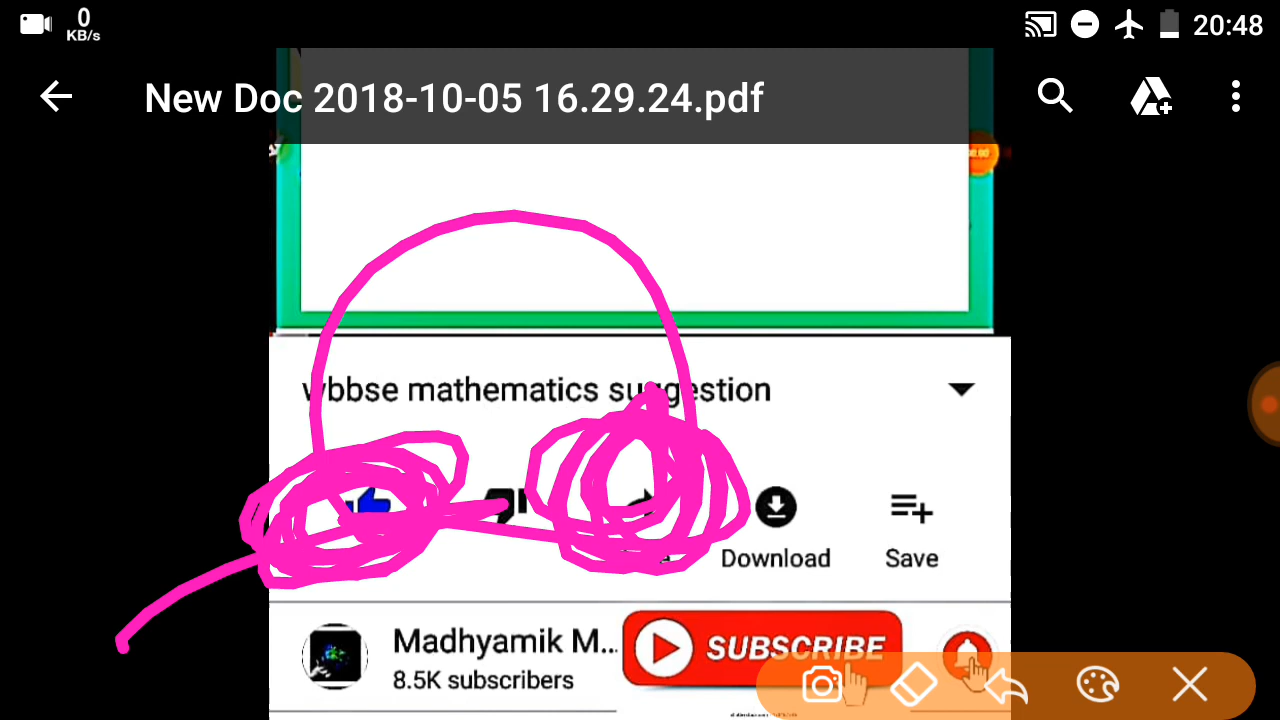 0
KB/s
20:48
New Doc 2018-10-05 16.29.24.pdf
wbbse mathematics suggestion
Download
Save
Madhyamik M...
8.5K subscribers
SUBSCRIBE